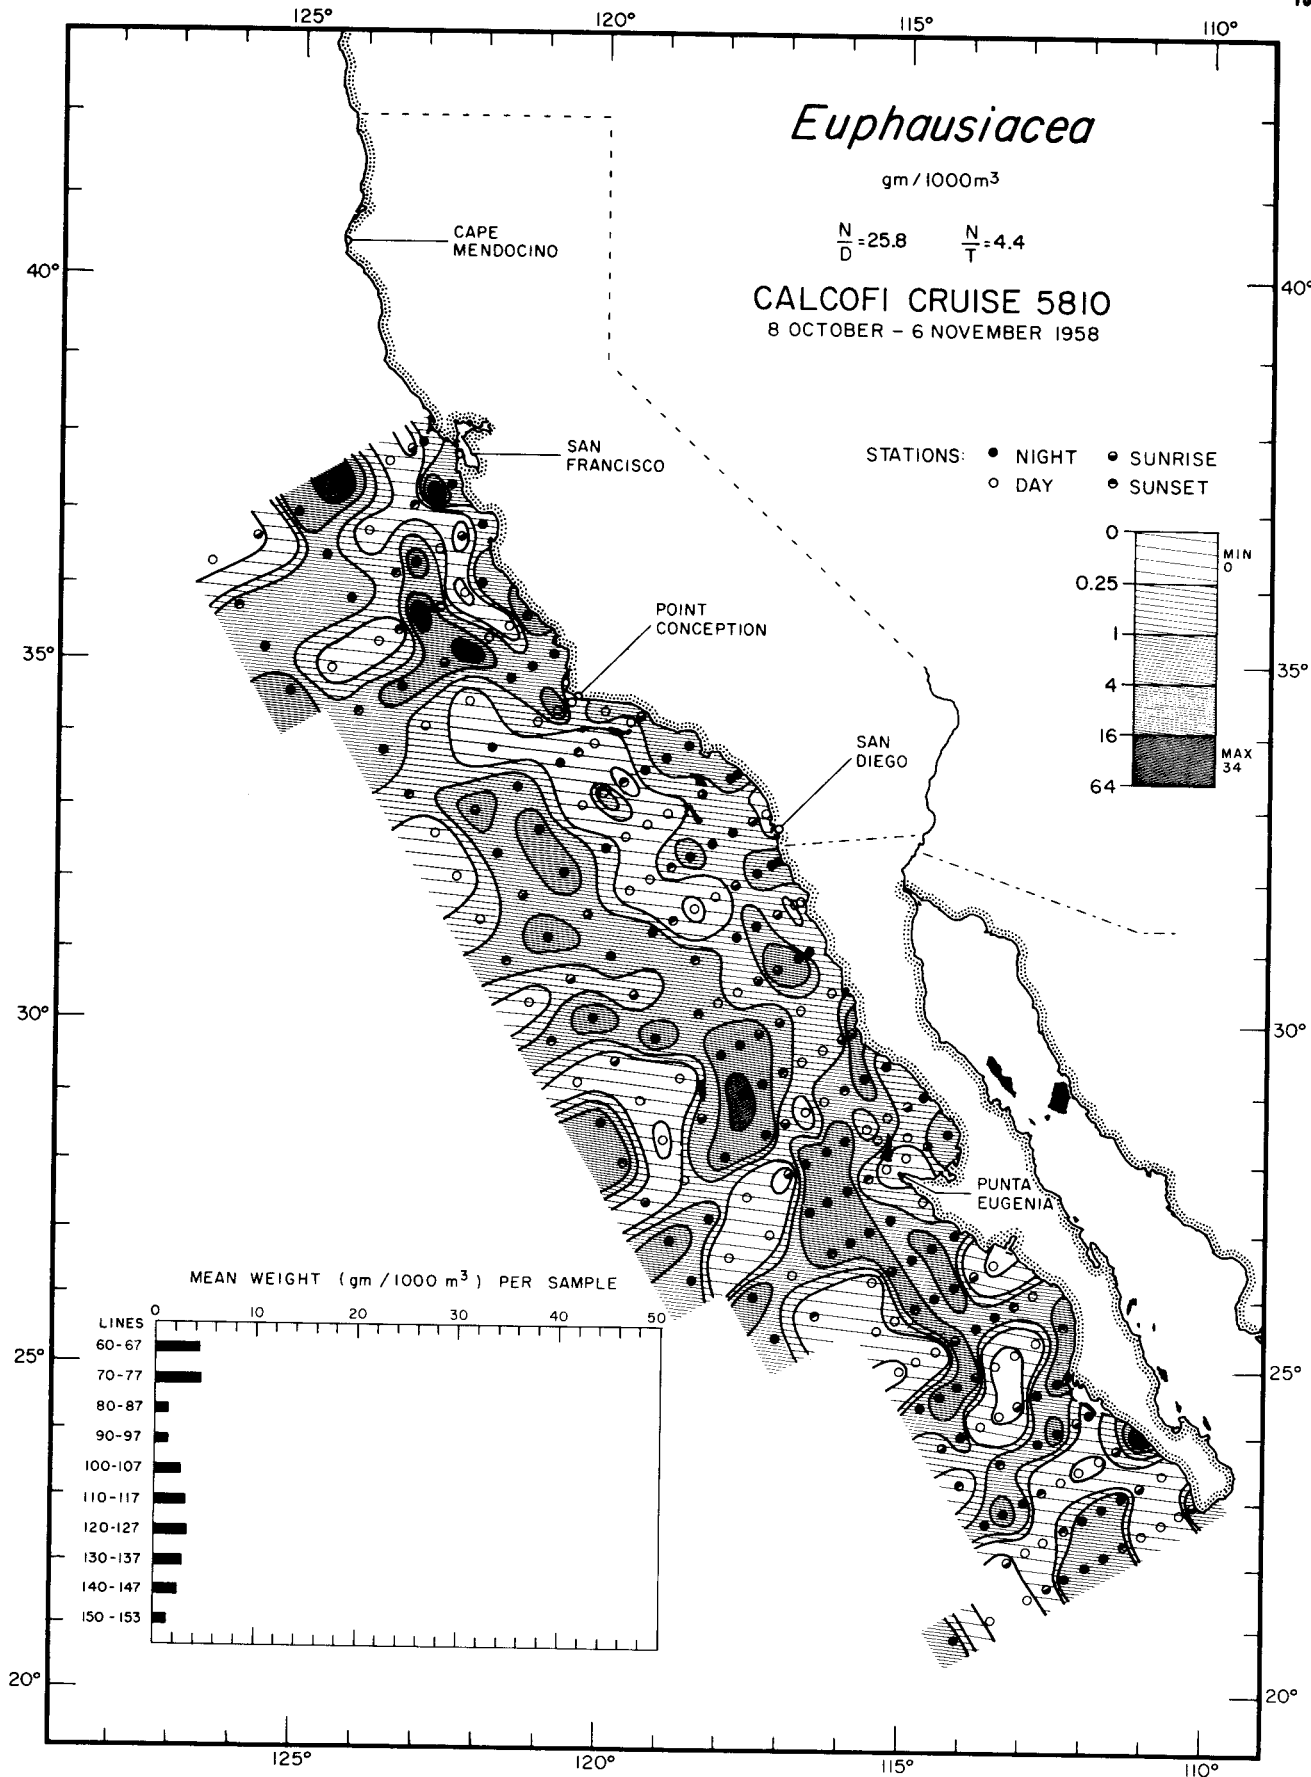 125° 120° 115° 110°
Euphausiacea
gm/1000m³
N/D = 25.8 N/T = 4.4
CALCOFI CRUISE 5810
8 OCTOBER – 6 NOVEMBER 1958
CAPE
MENDOCINO
40° 40°
SAN
FRANCISCO
STATIONS: ● NIGHT SUNRISE
○ DAY SUNSET
0
MIN
0
0.25
1
4
16
MAX
34
64
POINT
CONCEPTION
35° 35°
SAN
DIEGO
30° 30°
PUNTA
EUGENIA
MEAN WEIGHT (gm/1000 m³) PER SAMPLE
LINES 0 10 20 30 40 50
60-67
70-77
80-87
90-97
100-107
110-117
120-127
130-137
140-147
150-153
25° 25°
20° 20°
125° 120° 115° 110°